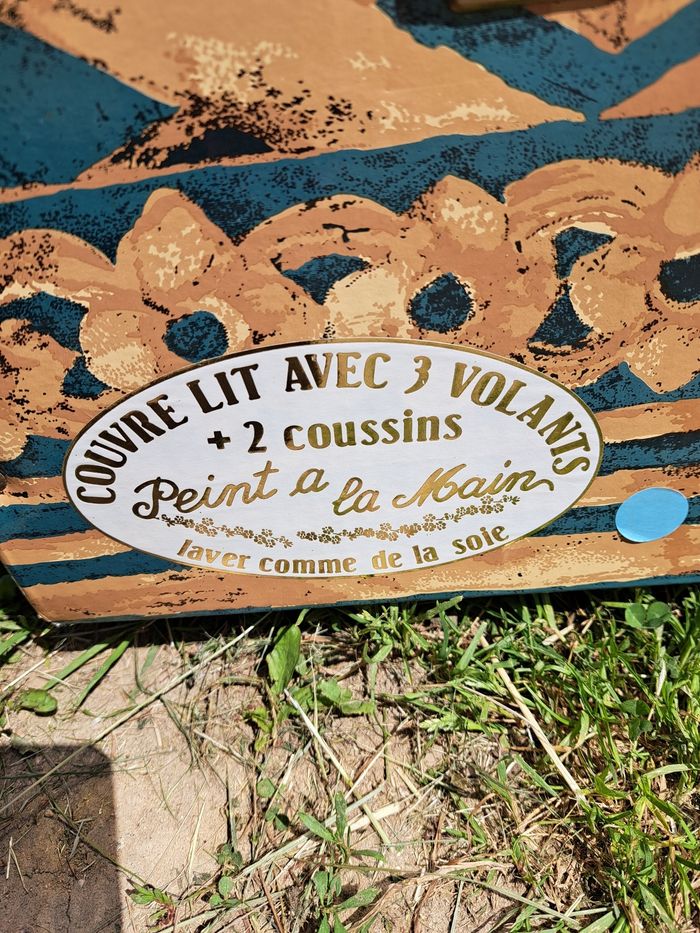 COUVRE LIT AVEC 3 VOLANTS
+ 2 coussins
Peint a la Main
laver comme de la soie